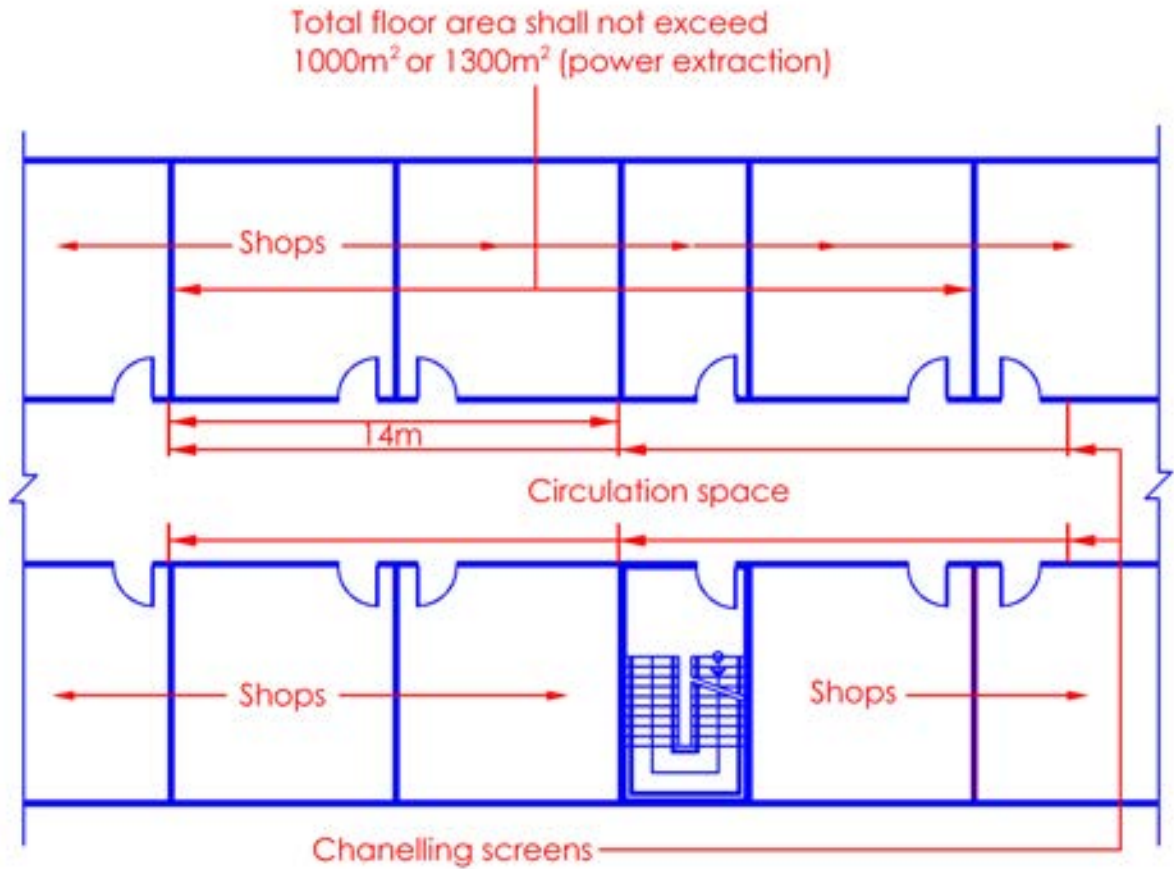 Total floor area shall not exceed
1000m² or 1300m² (power extraction)
Shops
14m
Circulation space
Shops
Shops
Chanelling screens